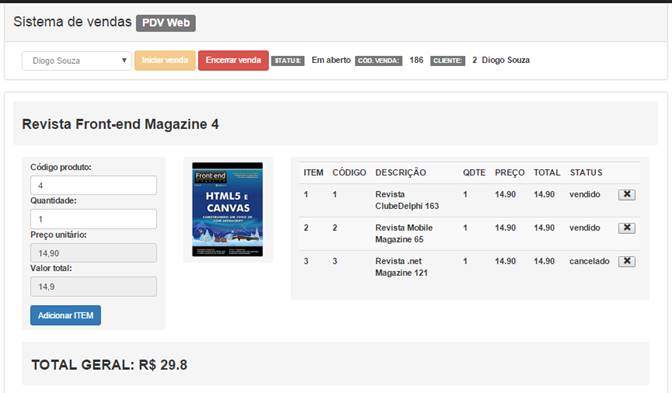 Sistema de vendas PDV Web
Diogo Souza Iniciar venda Encerrar venda STATUS: Em aberto CÓD. VENDA: 186 CLIENTE: 2 Diogo Souza
Revista Front-end Magazine 4
Código produto:
4
Quantidade:
1
Preço unitário:
14,90
Valor total:
14,9
Adicionar ITEM
Front-end
HTML5 E
CANVAS
ITEM CÓDIGO DESCRIÇÃO QDTE PREÇO TOTAL STATUS
1 1 Revista ClubeDelphi 163 1 14.90 14.90 vendido
2 2 Revista Mobile Magazine 65 1 14.90 14.90 vendido
3 3 Revista .net Magazine 121 1 14.90 14.90 cancelado
TOTAL GERAL: R$ 29.8